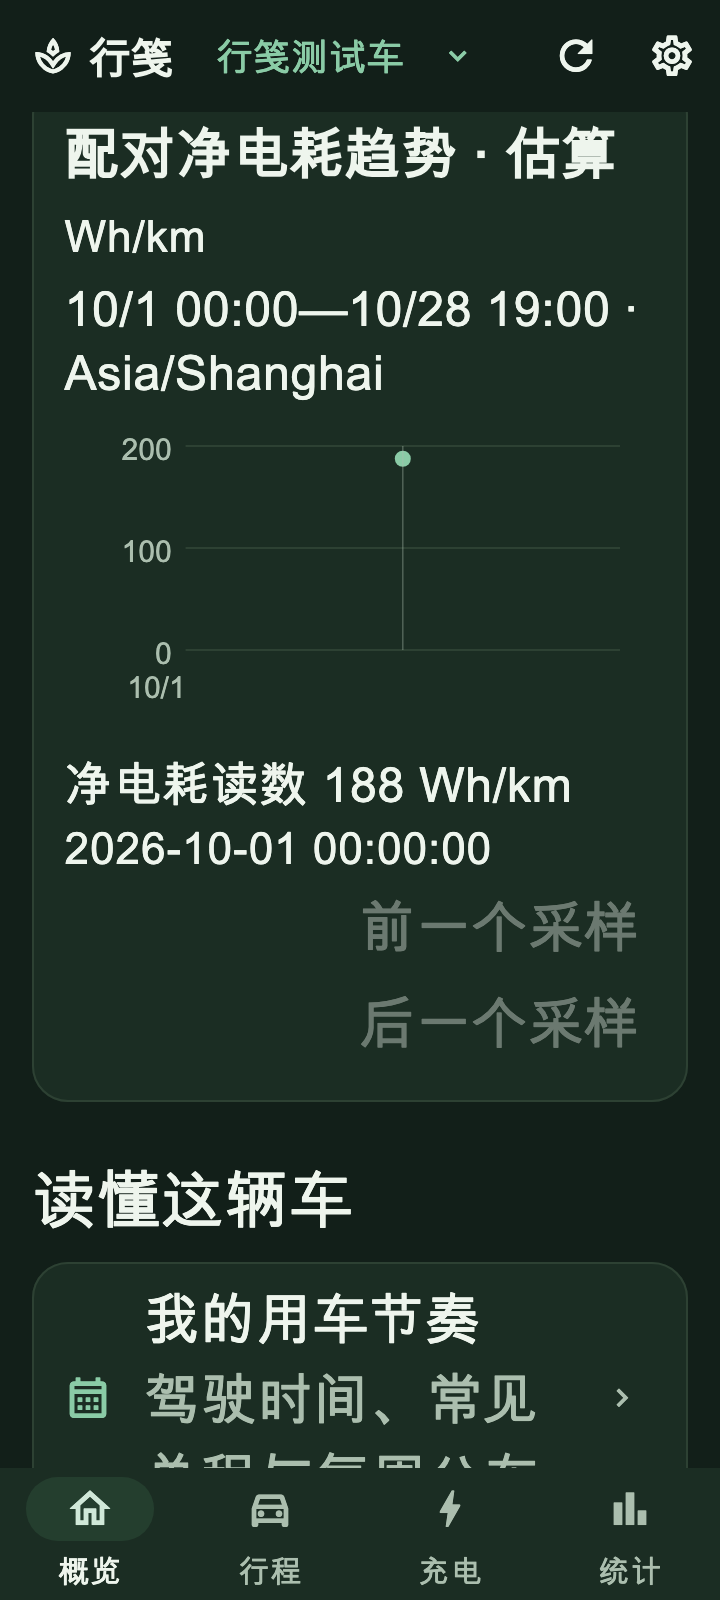 行笺 行笺测试车
配对净电耗趋势 · 估算
Wh/km
10/1 00:00—10/28 19:00 ·
Asia/Shanghai
200
100
0
10/1
净电耗读数 188 Wh/km
2026-10-01 00:00:00
前一个采样
后一个采样
读懂这辆车
我的用车节奏
驾驶时间、常见
概览 行程 充电 统计